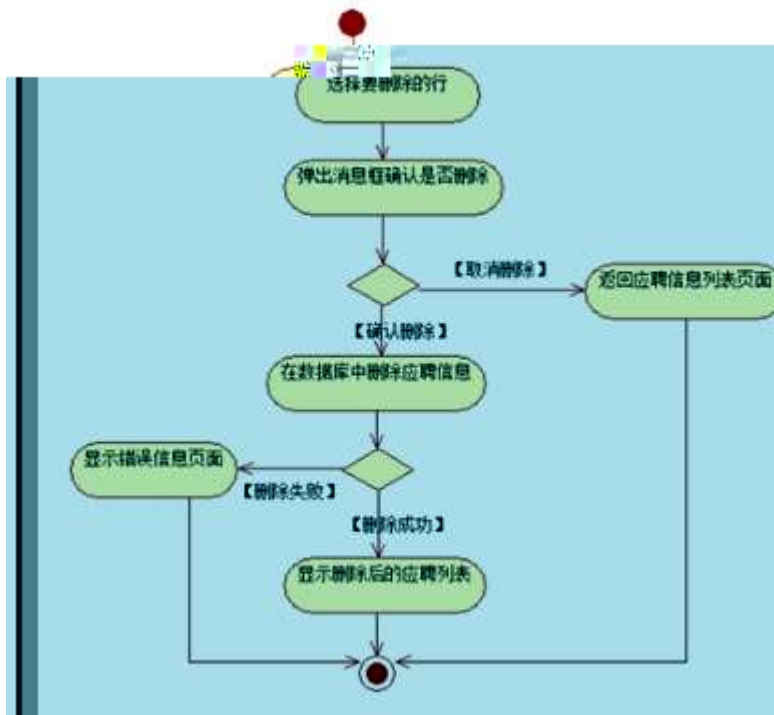 选择要删除的行
弹出消息框确认是否删除
【取消删除】
返回应聘信息列表页面
【确认删除】
在数据库中删除应聘信息
显示错误信息页面
【删除失败】
【删除成功】
显示删除后的应聘列表